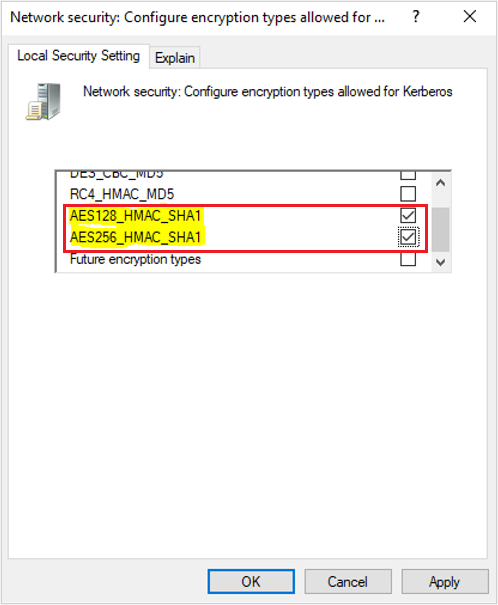 Network security: Configure encryption types allowed for ...
?
Local Security Setting
Explain
Network security: Configure encryption types allowed for Kerberos
DES_CBC_MD5
RC4_HMAC_MD5
AES128_HMAC_SHA1
AES256_HMAC_SHA1
Future encryption types
OK
Cancel
Apply